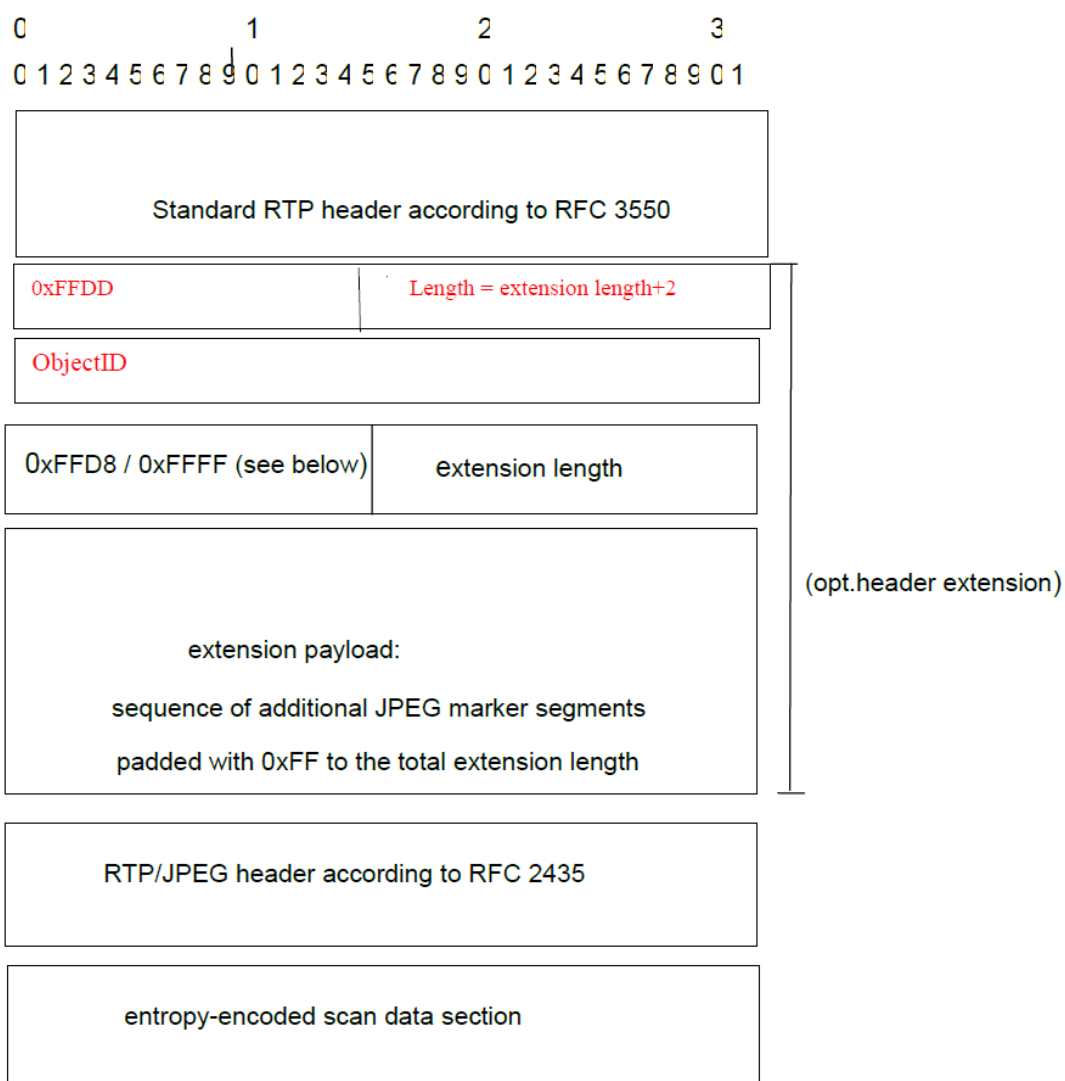 0 1 2 3
0 1 2 3 4 5 6 7 8 9 0 1 2 3 4 5 6 7 8 9 0 1 2 3 4 5 6 7 8 9 0 1
Standard RTP header according to RFC 3550
0xFFDD Length = extension length+2
ObjectID
0xFFD8 / 0xFFFF (see below) extension length
(opt.header extension)
extension payload:
sequence of additional JPEG marker segments
padded with 0xFF to the total extension length
RTP/JPEG header according to RFC 2435
entropy-encoded scan data section